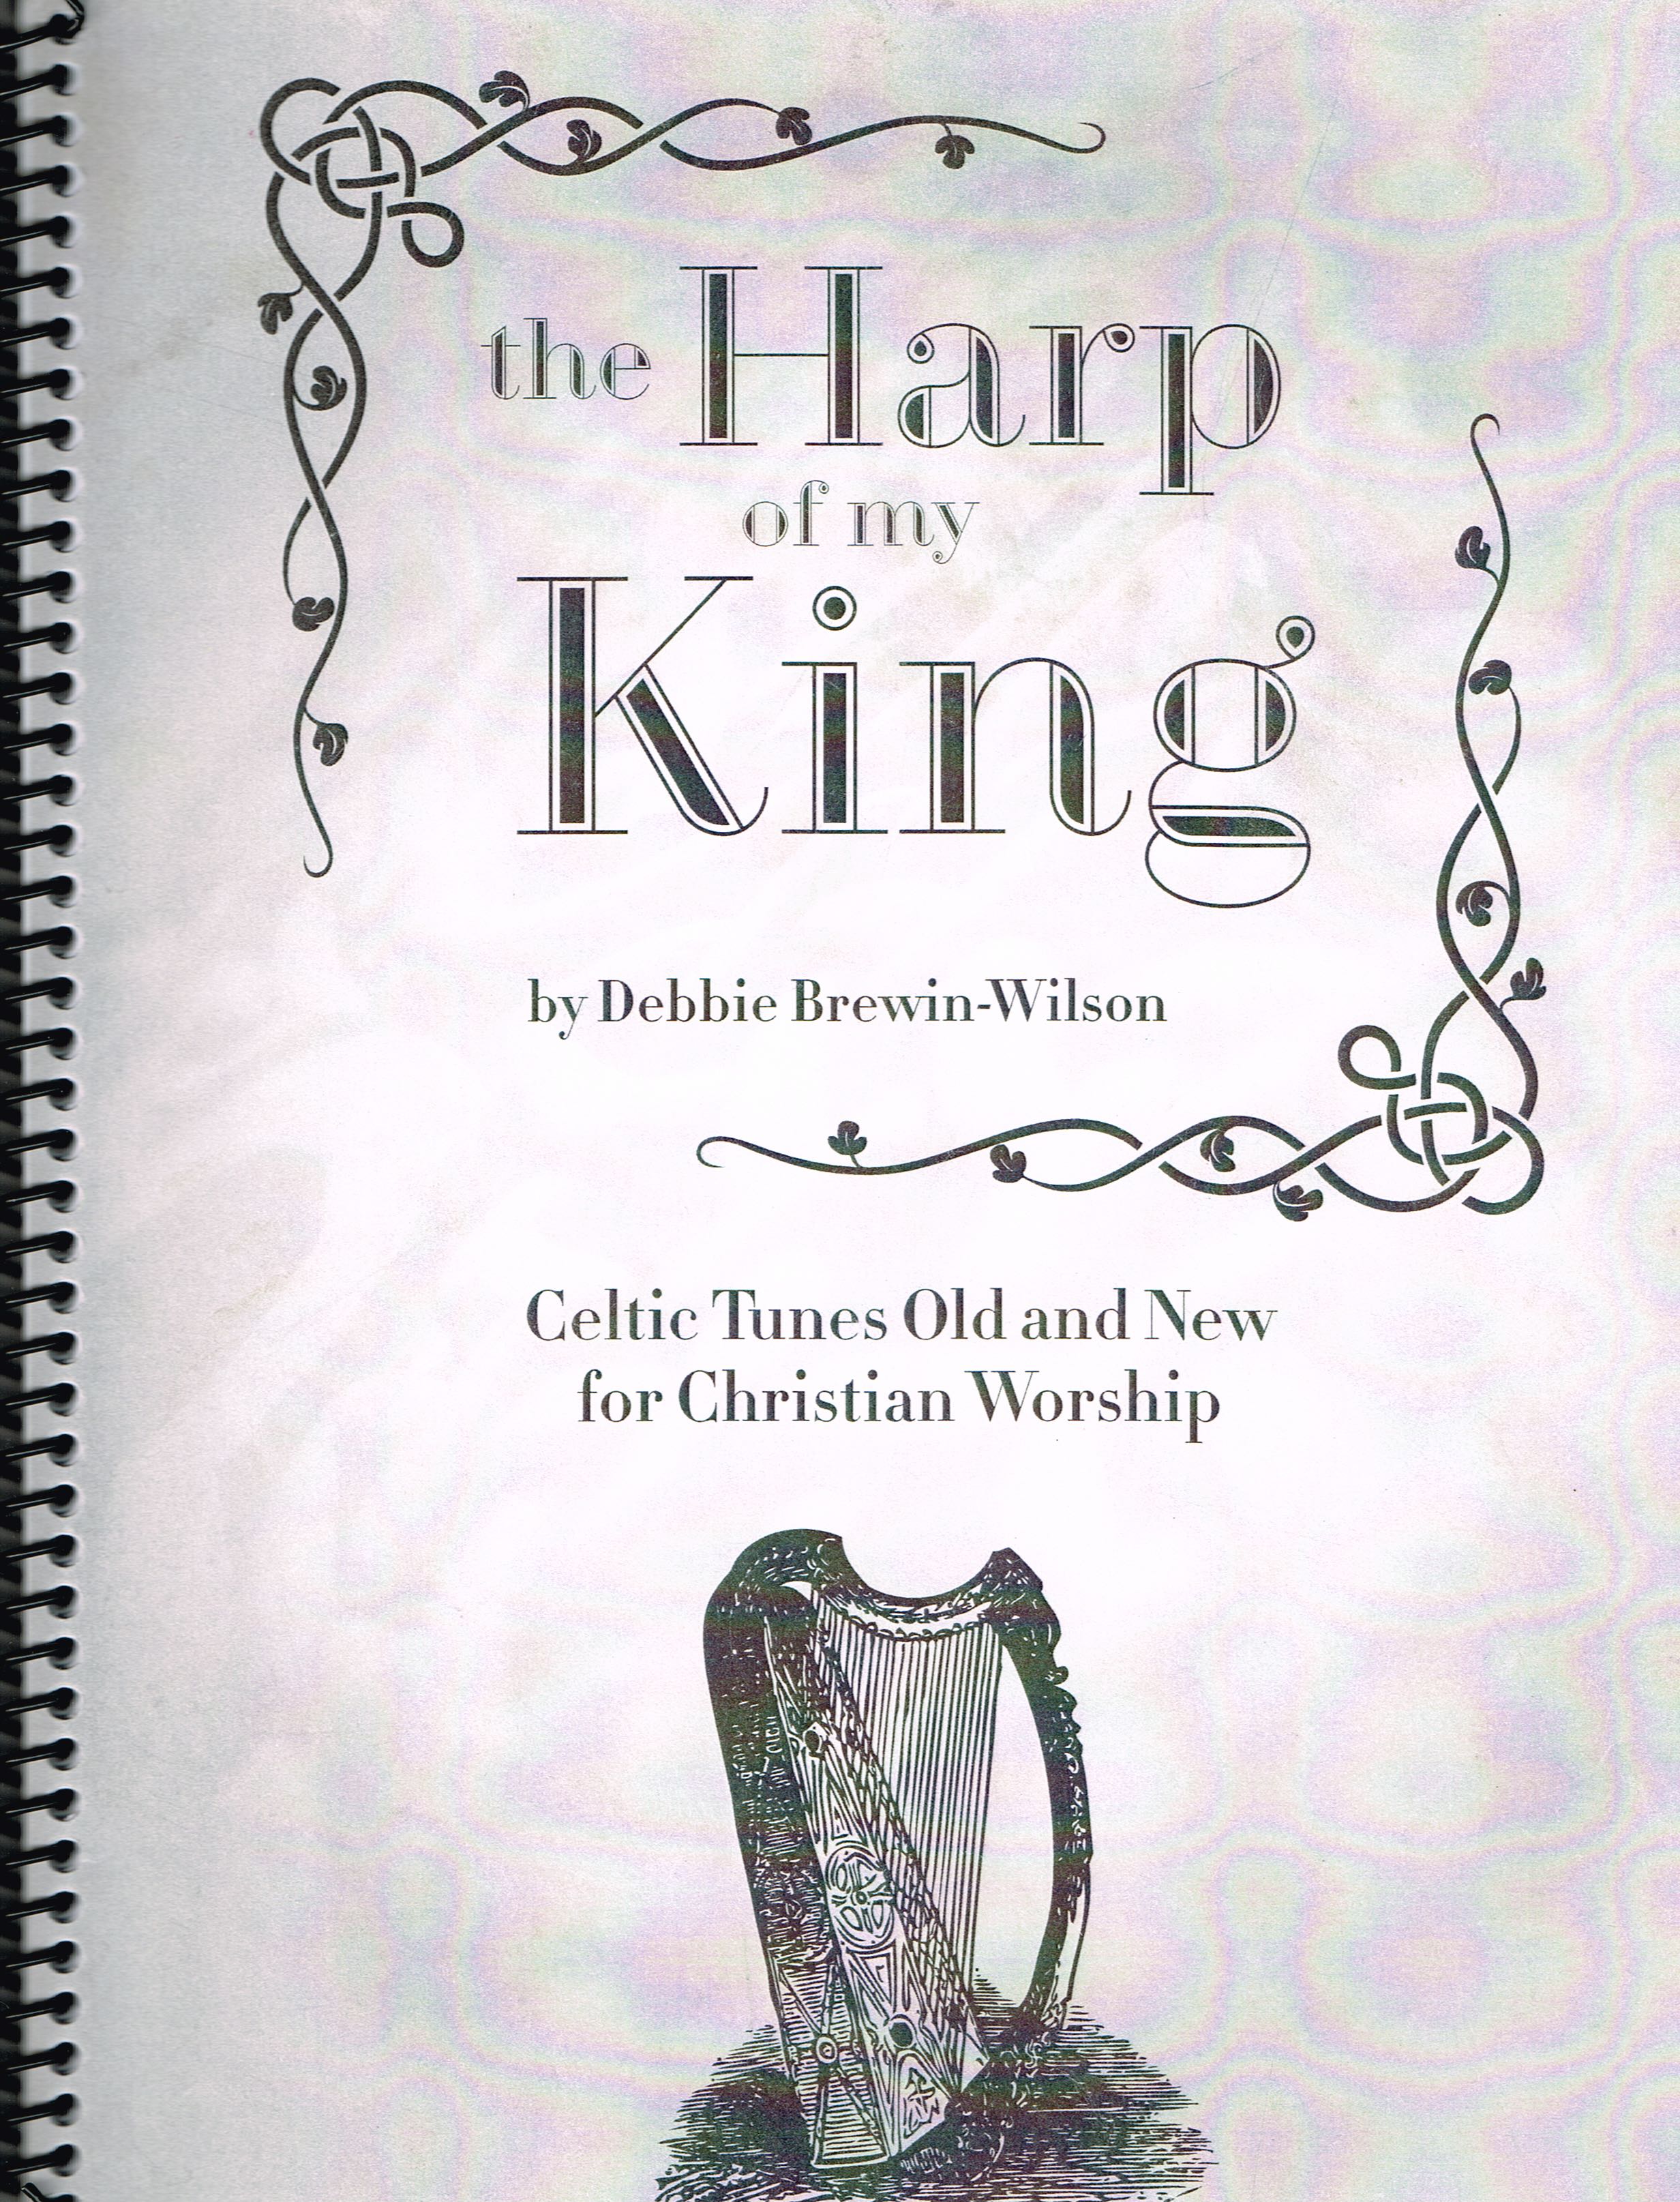 the Harp
of my
King
by Debbie Brewin-Wilson
Celtic Tunes Old and New
for Christian Worship